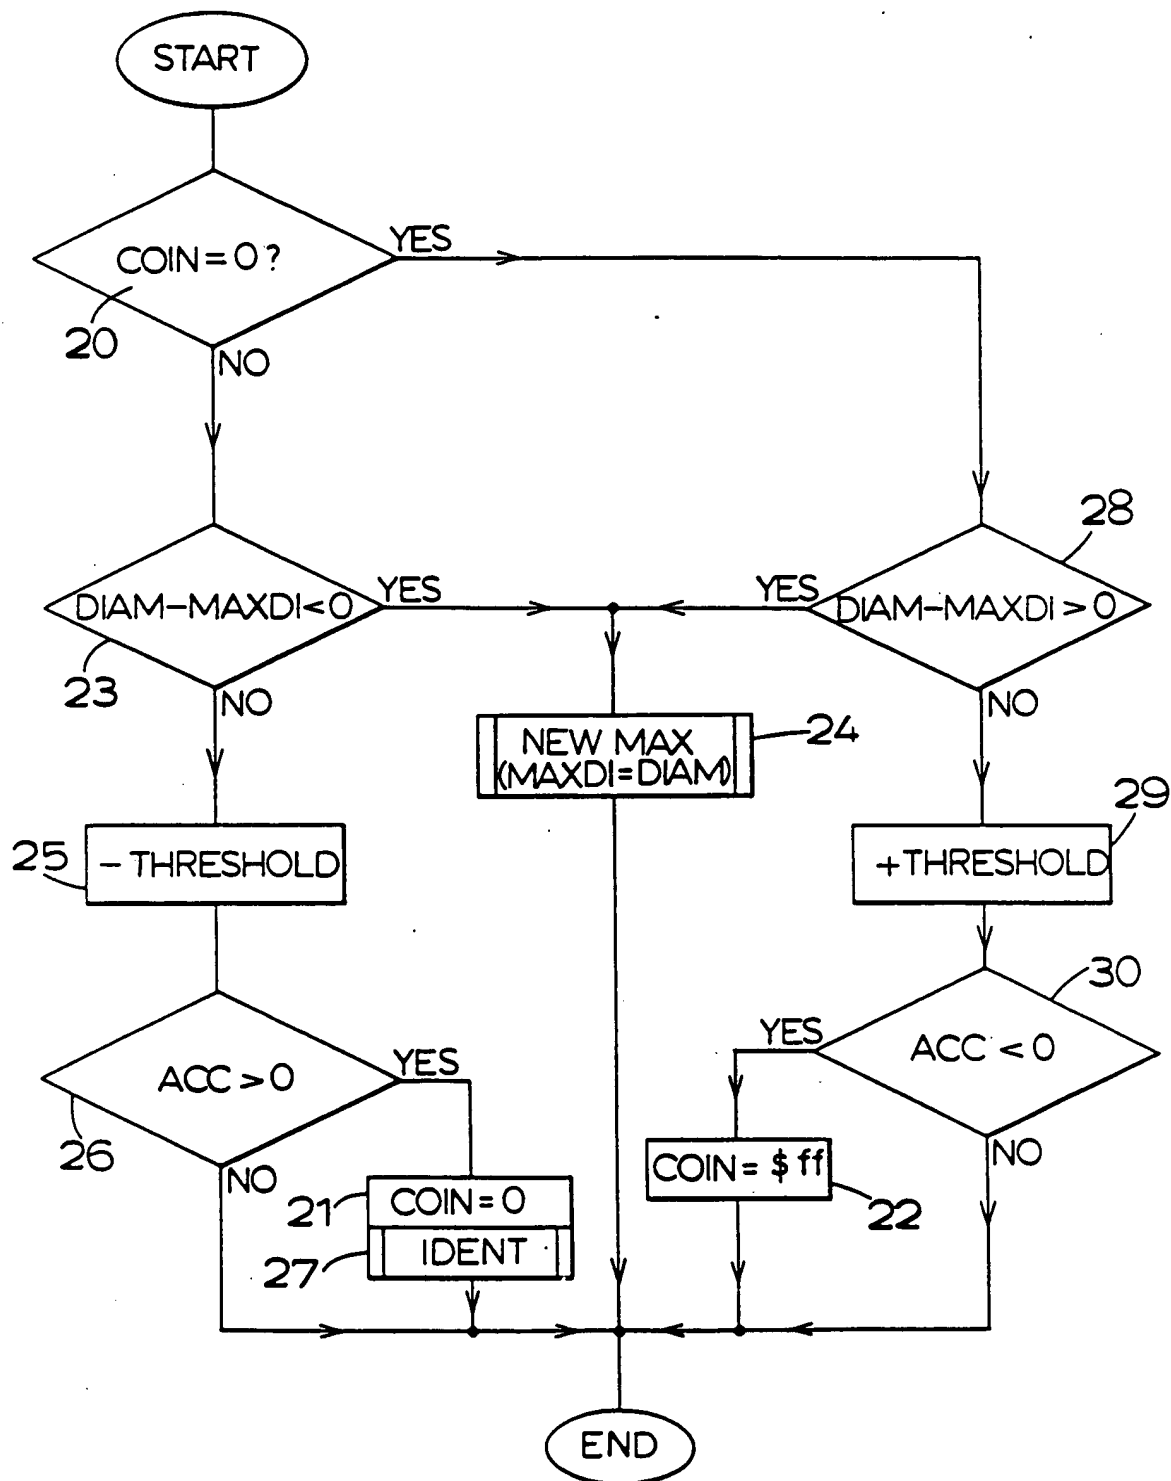 START
COIN=0?
YES
20
NO
28
DIAM-MAXDI<0
YES
YES
DIAM-MAXDI>0
23
NO
NO
NEW MAX
(MAXDI=DIAM)
24
29
25
-THRESHOLD
+THRESHOLD
30
YES
ACC<0
ACC>0
YES
26
NO
NO
COIN=$ff
22
21
COIN=0
27
IDENT
END